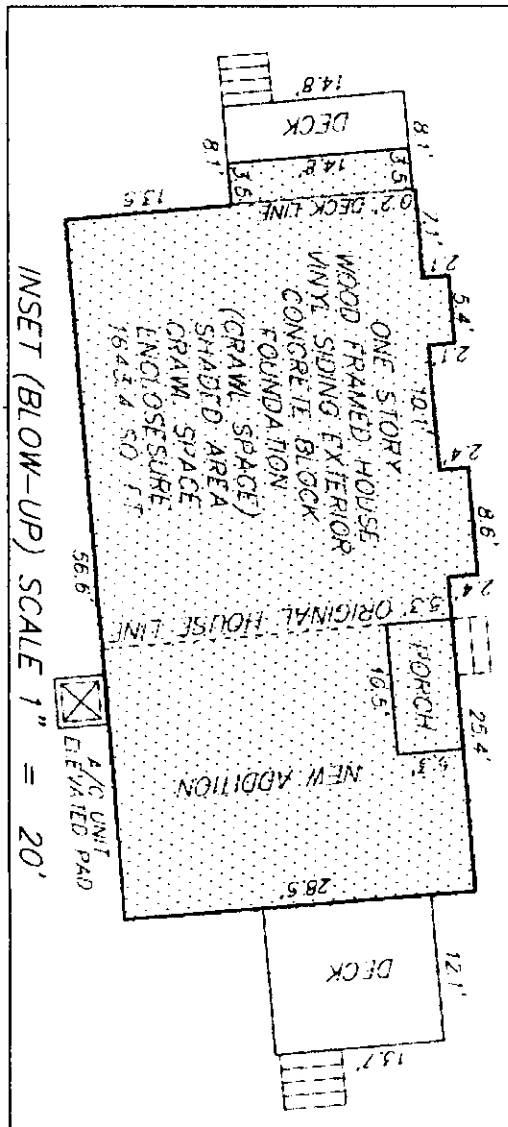 14.8'
DECK
8.1'
8.1'
14.8'
3.5
3.5'
13.5
0.2' DECK LINE
7.1'
2.1'
5.4'
2.1'
10.1'
2.4'
8.6'
2.4'
ONE STORY
WOOD FRAMED HOUSE
VINYL SIDING EXTERIOR
CONCRETE BLOCK
FOUNDATION
(CRAWL SPACE)
SHADED AREA
CRAWL SPACE
ENCLOSESURE
SQ FT
56.6'
5.3' ORIGINAL HOUSE LINE
PORCH
10.5'
5.3'
25.4'
NEW ADDITION
A/C UNIT
ELEVATED PAD
28.5'
DECK
12.1'
13.7'
INSET (BLOW-UP) SCALE 1" = 20'